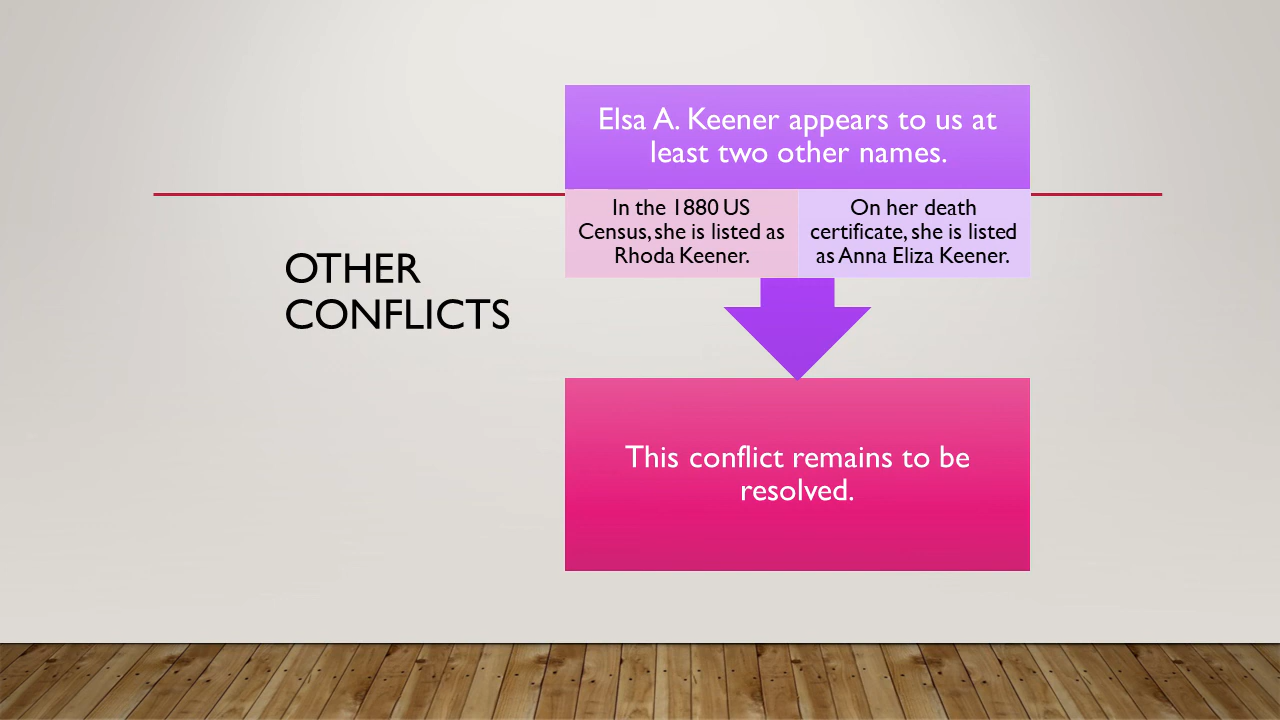 Elsa A. Keener appears to us at
least two other names.
In the 1880 US
Census, she is listed as
Rhoda Keener.
On her death
certificate, she is listed
as Anna Eliza Keener.
OTHER
CONFLICTS
This conflict remains to be
resolved.